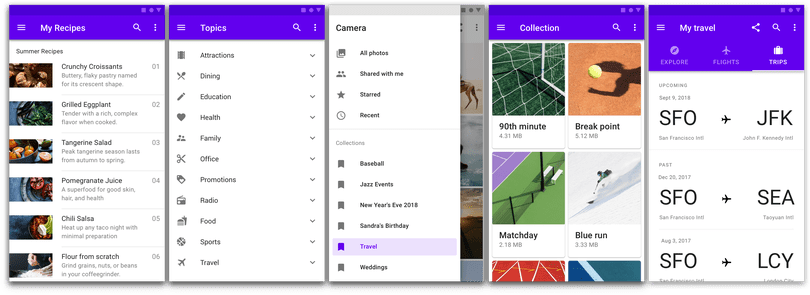 My Recipes
Summer Recipes
Crunchy Croissants
01
Buttery, flaky pastry named
for its crescent shape.
Grilled Eggplant
02
Tender with a rich, complex
flavor when cooked.
Tangerine Salad
03
Peak tangerine season lasts
from autumn to spring.
Pomegranate Juice
04
A superfood for good skin,
hair, and health
Chili Salsa
05
Heat up any taco night with
minimal preparation
Flour from scratch
06
Grind grains, nuts, or beans
in your coffeegrinder.
Topics
Attractions
Dining
Education
Health
Family
Office
Promotions
Radio
Food
Sports
Travel
Camera
All photos
Shared with me
Starred
Recent
Collections
Baseball
Jazz Events
New Year's Eve 2018
Sandra's Birthday
Travel
Weddings
Collection
90th minute
4.31 MB
Break point
5.12 MB
Matchday
2.18 MB
Blue run
3.33 MB
My travel
EXPLORE
FLIGHTS
TRIPS
UPCOMING
Sept 9, 2018
SFO
JFK
San Francisco Intl
John F. Kennedy Intl
PAST
Dec 20, 2017
SFO
SEA
San Francisco Intl
Taoyuan Intl
Aug 3, 2017
SFO
LCY
San Francisco Intl
London City